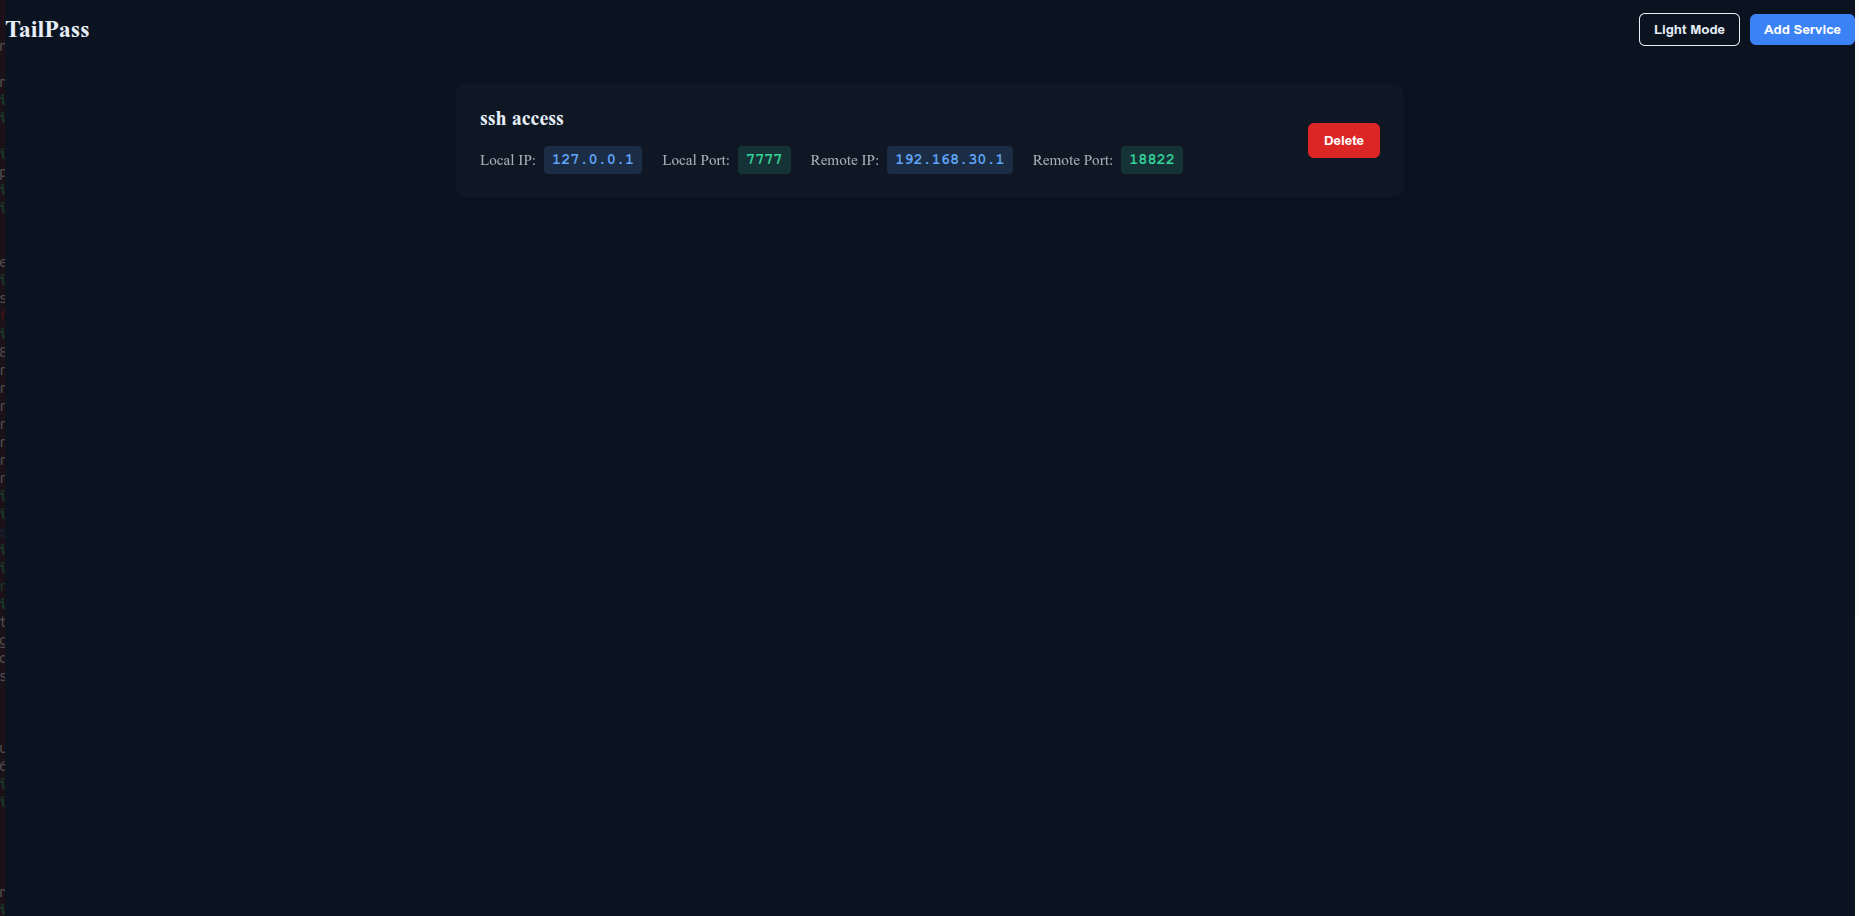 TailPass
Light Mode
Add Service
ssh access
Local IP: 127.0.0.1 Local Port: 7777 Remote IP: 192.168.30.1 Remote Port: 18822
Delete